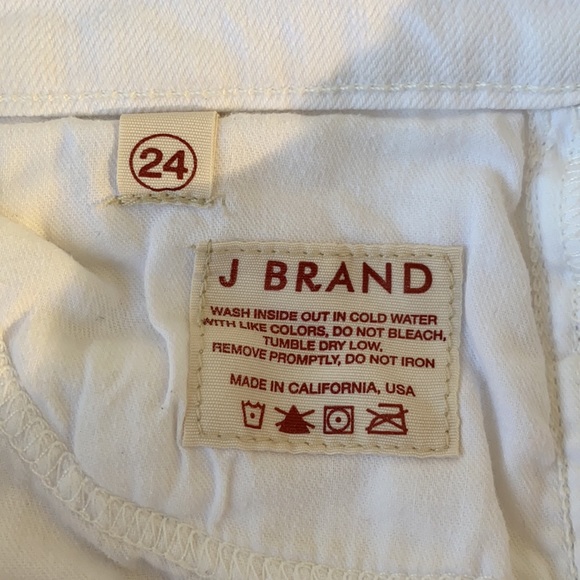 24
J BRAND
WASH INSIDE OUT IN COLD WATER
WITH LIKE COLORS, DO NOT BLEACH,
TUMBLE DRY LOW,
REMOVE PROMPTLY, DO NOT IRON
MADE IN CALIFORNIA, USA